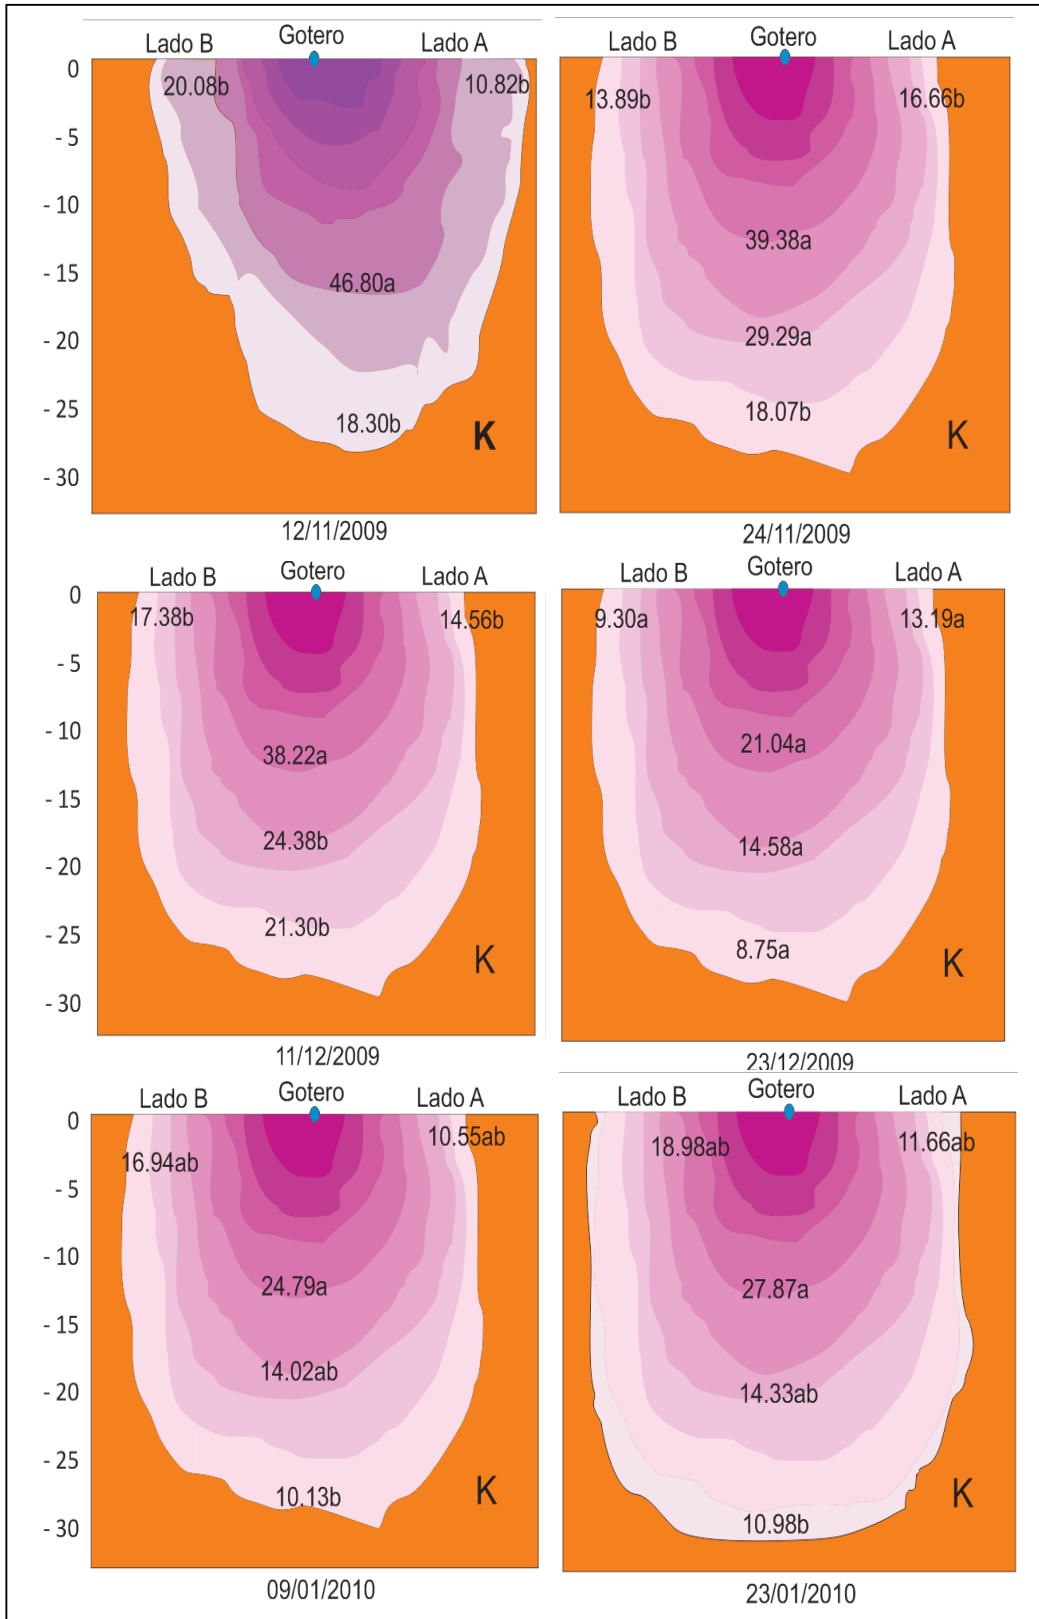 Lado B Gotero Lado A
0 20.08b 10.82b
- 5
- 10
- 15 46.80a
- 20
- 25 18.30b K
- 30
12/11/2009
Lado B Gotero Lado A
13.89b 16.66b
39.38a
29.29a
18.07b K
24/11/2009
Lado B Gotero Lado A
0 17.38b 14.56b
- 5
- 10
38.22a
- 15
24.38b
- 20
- 25 21.30b
K
- 30
11/12/2009
Lado B Gotero Lado A
9.30a 13.19a
21.04a
14.58a
8.75a K
23/12/2009
Lado B Gotero Lado A
0 16.94ab 10.55ab
- 5
- 10
24.79a
- 15
14.02ab
- 20
- 25
10.13b K
- 30
09/01/2010
Lado B Gotero Lado A
18.98ab 11.66ab
27.87a
14.33ab
K
10.98b
23/01/2010